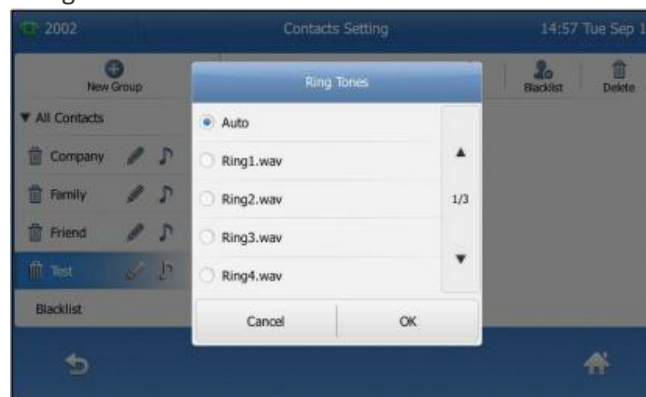 2002 Contacts Setting 14:57 Tue Sep 1
New Group Blacklist Delete
Ring Tones
All Contacts
Company
Family
Friend
Test
Blacklist
Auto
Ring1.wav
Ring2.wav
Ring3.wav
Ring4.wav
1/3
Cancel OK